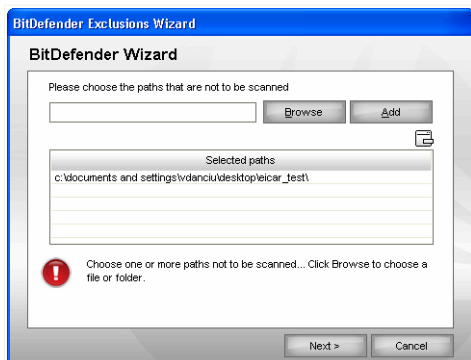 BitDefender Exclusions Wizard
BitDefender Wizard
Please choose the paths that are not to be scanned
Browse
Add
Selected paths
c:\documents and settings\vdanciu\desktop\eicar_test\
Choose one or more paths not to be scanned... Click Browse to choose a
file or folder.
Next >
Cancel